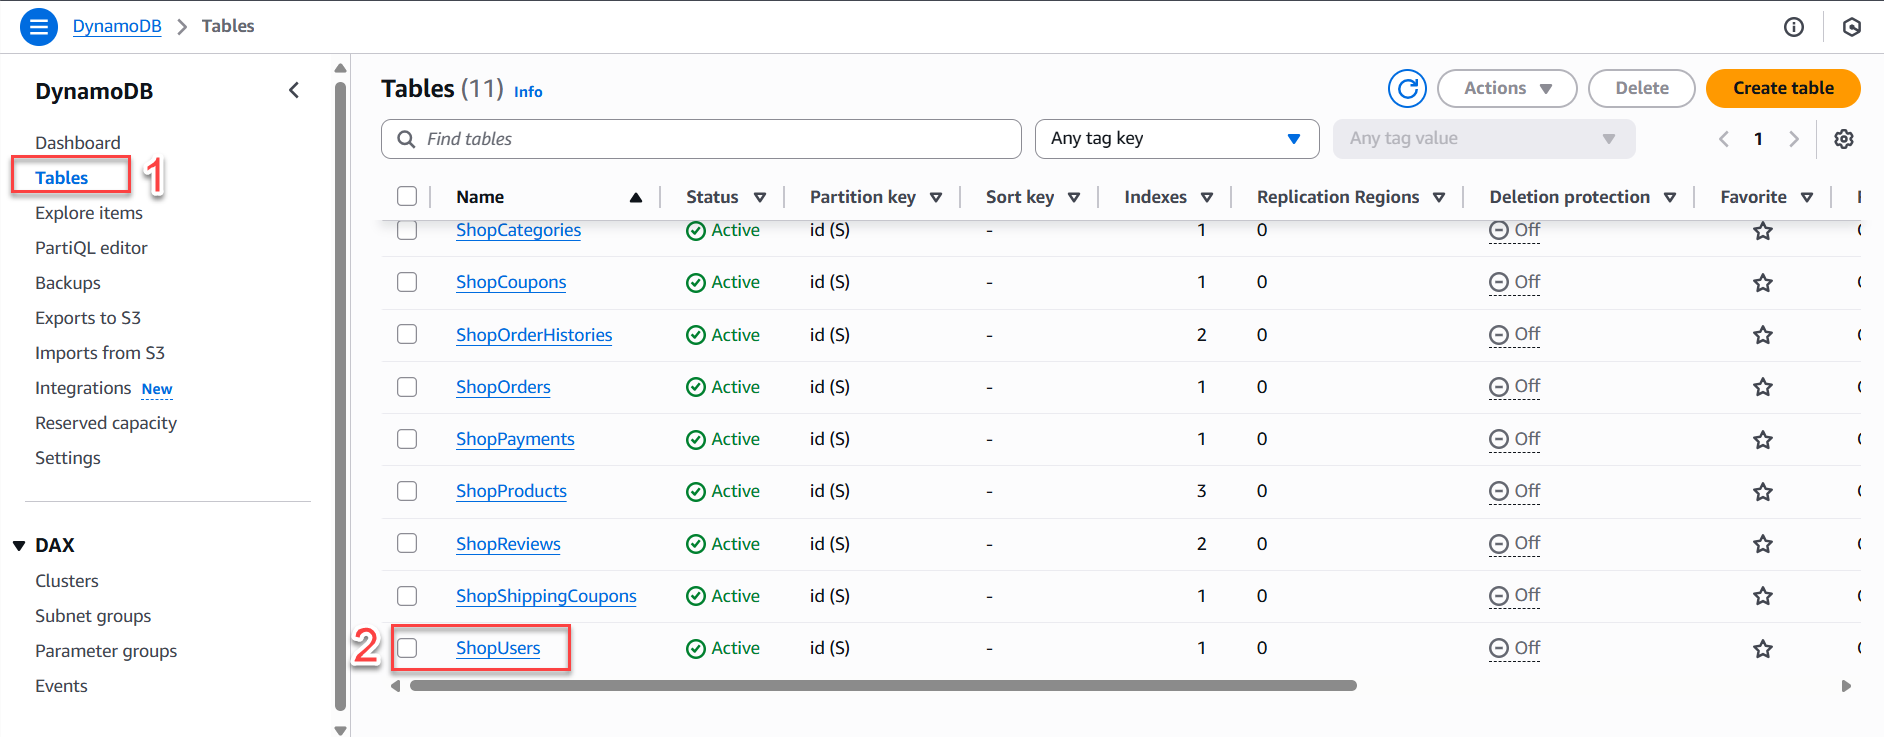 DynamoDB > Tables
DynamoDB
Dashboard
Tables
1
Explore items
PartiQL editor
Backups
Exports to S3
Imports from S3
Integrations New
Reserved capacity
Settings
DAX
Clusters
Subnet groups
Parameter groups
Events
Tables (11) Info
Actions
Delete
Create table
Find tables
Any tag key
Any tag value
1
Name Status Partition key Sort key Indexes Replication Regions Deletion protection Favorite
ShopCategories Active id (S) - 1 0 Off
ShopCoupons Active id (S) - 1 0 Off
ShopOrderHistories Active id (S) - 2 0 Off
ShopOrders Active id (S) - 1 0 Off
ShopPayments Active id (S) - 1 0 Off
ShopProducts Active id (S) - 3 0 Off
ShopReviews Active id (S) - 2 0 Off
ShopShippingCoupons Active id (S) - 1 0 Off
2 ShopUsers Active id (S) - 1 0 Off